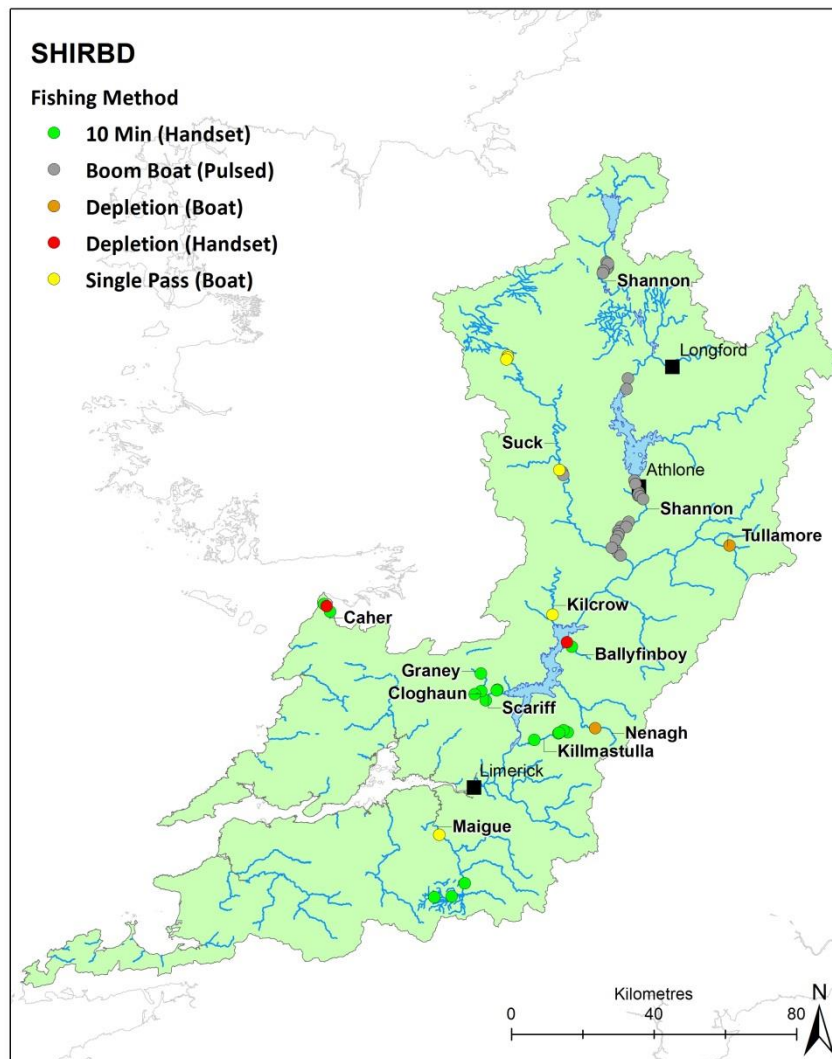 SHIRBD
Fishing Method
10 Min (Handset)
Boom Boat (Pulsed)
Depletion (Boat)
Depletion (Handset)
Single Pass (Boat)
Shannon
Longford
Suck
Athlone
Shannon
Tullamore
Kilcrow
Caher
Ballyfinboy
Graney
Cloghaun
Scariff
Nenagh
Killmastulla
Limerick
Maigue
Kilometres
N
0 40 80